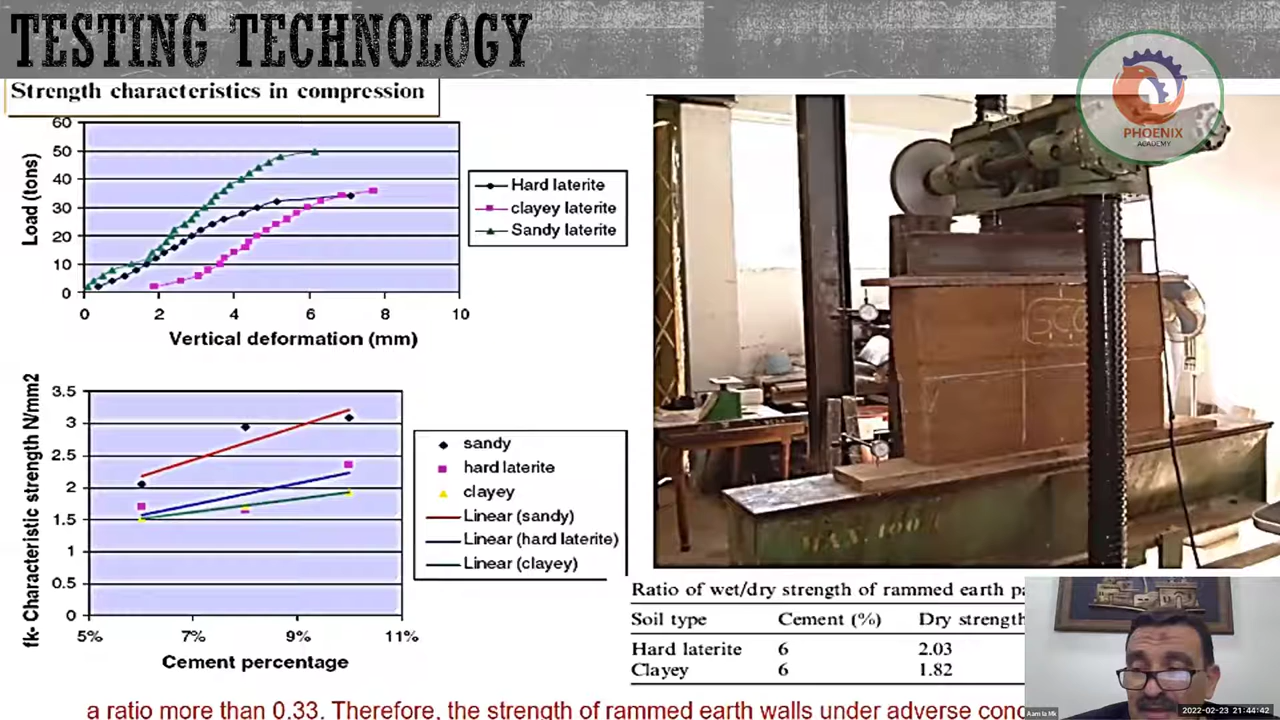 TESTING TECHNOLOGY
PHOENIX
ACADEMY
Strength characteristics in compression
60
50
40
30
20
10
0
Load (tons)
0 2 4 6 8 10
Vertical deformation (mm)
Hard laterite
clayey laterite
Sandy laterite
3.5
3
2.5
2
1.5
1
0.5
0
fk- Characteristic strength N/mm2
5% 7% 9% 11%
Cement percentage
sandy
hard laterite
clayey
Linear (sandy)
Linear (hard laterite)
Linear (clayey)
Ratio of wet/dry strength of rammed earth
Soil type Cement (%) Dry strength
Hard laterite 6 2.03
Clayey 6 1.82
a ratio more than 0.33. Therefore, the strength of rammed earth walls under adverse
2022-02-23 21:44:42